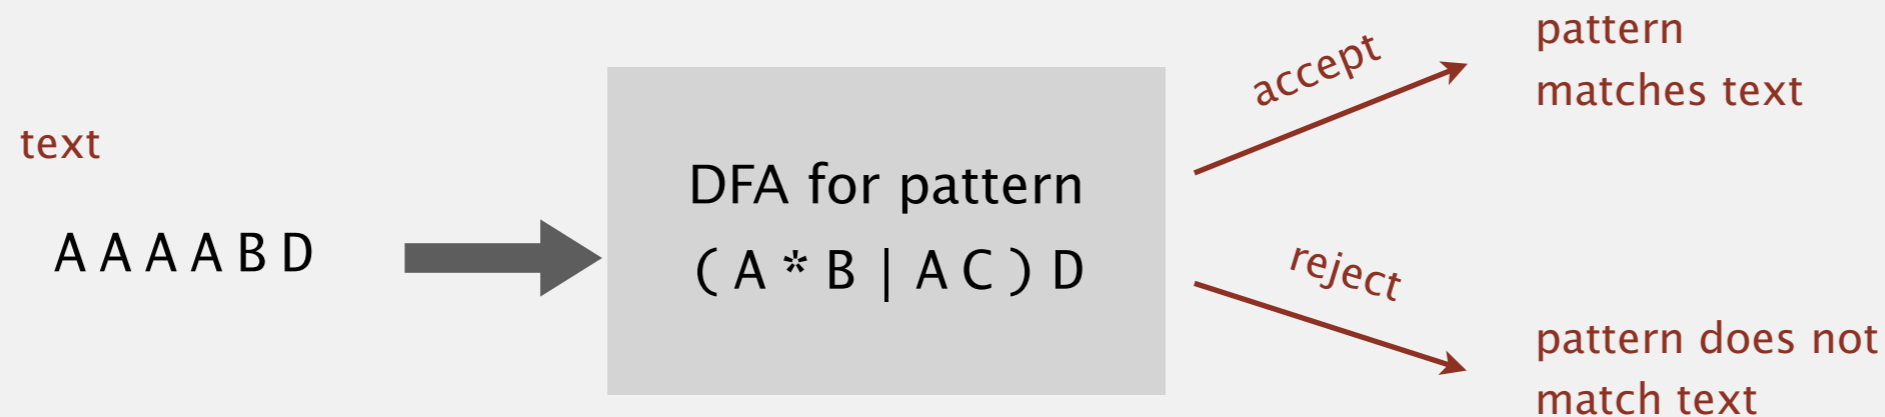 text
A A A A B D
DFA for pattern
( A * B | A C ) D
accept
pattern
matches text
reject
pattern does not
match text